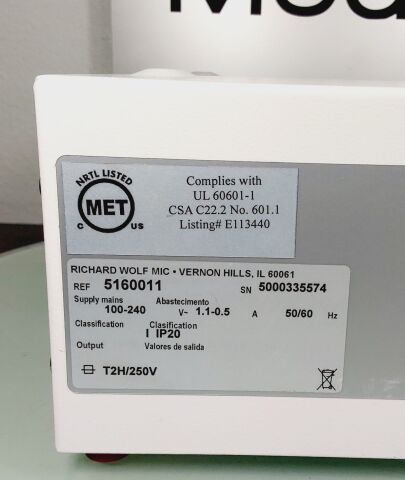 NRTL LISTED
MET
C US
Complies with
UL 60601-1
CSA C22.2 No. 601.1
Listing# E113440
RICHARD WOLF MIC • VERNON HILLS, IL 60061
REF 5160011 SN 5000335574
Supply mains Abastecimento
100-240 V~ 1.1-0.5 A 50/60 Hz
Classification Clasification
I IP20
Output Valores de salida
T2H/250V